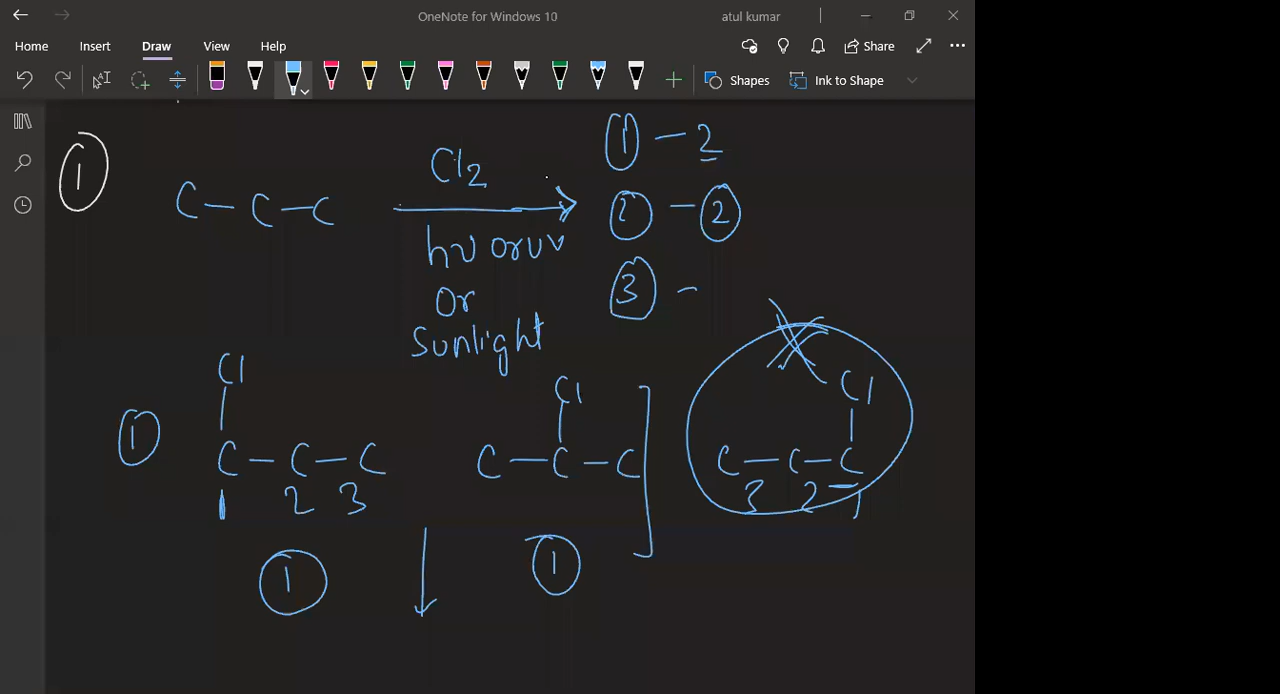 OneNote for Windows 10
atul kumar
Home Insert Draw View Help
Share
Shapes
Ink to Shape
1
C - C - C
Cl2
hν or UV
or
Sunlight
1 - 2
2 - 2
3 -
1
Cl
C - C - C
1 2 3
1
Cl
C - C - C
1
Cl
C - C - C
3 2 1